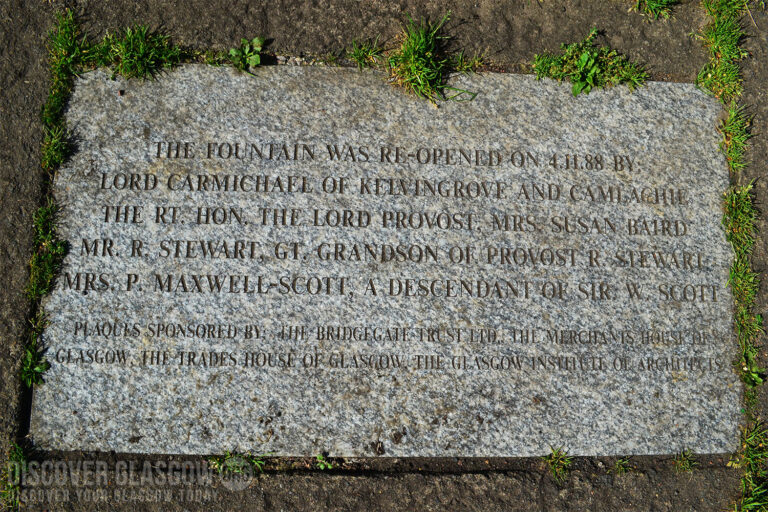 THE FOUNTAIN WAS RE-OPENED ON 4.11.88 BY:
LORD CARMICHAEL OF KELVINGROVE AND CAMLACHIE
THE RT. HON. THE LORD PROVOST, MRS. SUSAN BAIRD
MR. R. STEWART, GT. GRANDSON OF PROVOST R. STEWART.
MRS. P. MAXWELL-SCOTT, A DESCENDANT OF SIR. W. SCOTT
PLAQUES SPONSORED BY: THE BRIDGEGATE TRUST LTD., THE MERCHANTS HOUSE OF
GLASGOW, THE TRADES HOUSE OF GLASGOW, THE GLASGOW INSTITUTE OF ARCHITECTS
DISCOVER GLASGOW
DISCOVER YOUR GLASGOW TODAY